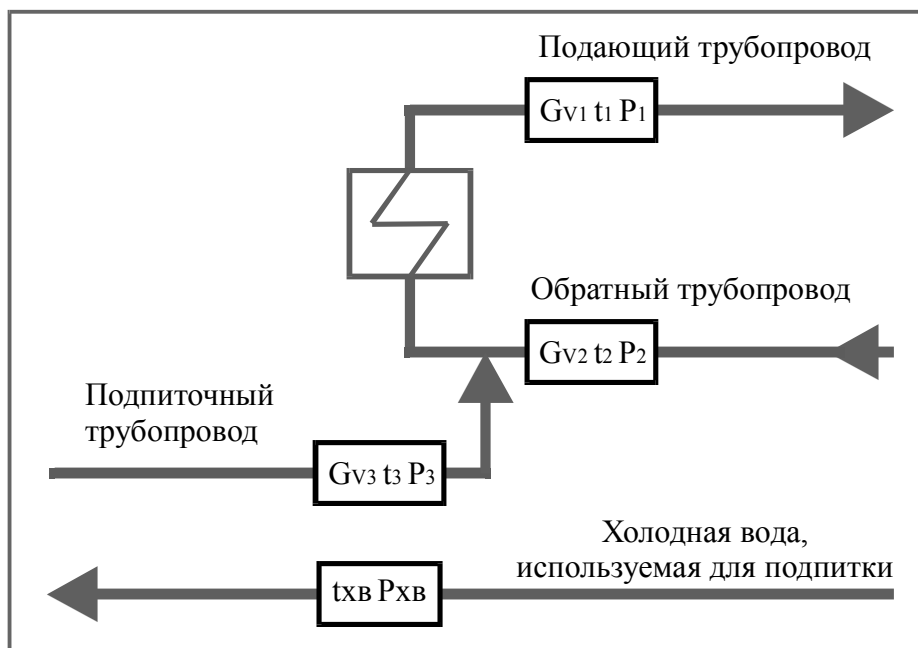 Подающий трубопровод
GV1 t1 P1
Обратный трубопровод
GV2 t2 P2
Подпиточный
трубопровод
GV3 t3 P3
Холодная вода,
используемая для подпитки
tхв Pхв